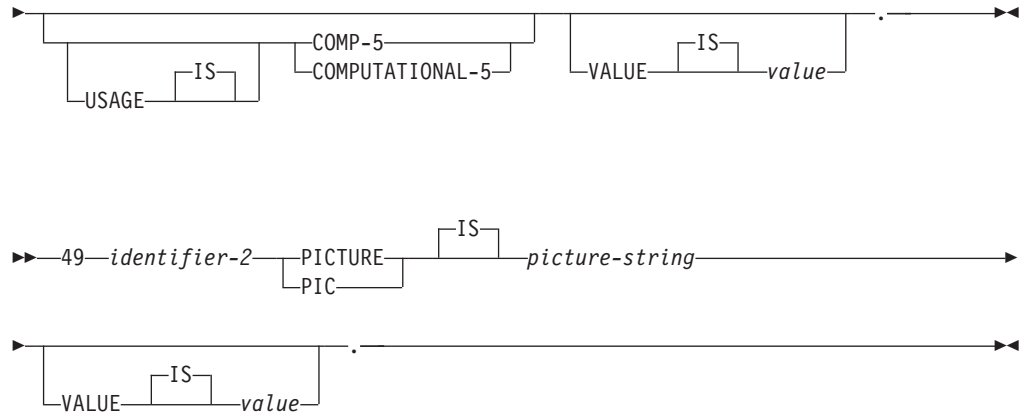 COMP-5 .
IS COMPUTATIONAL-5 IS
USAGE VALUE value
IS
49 identifier-2 PICTURE picture-string
PIC
.
IS
VALUE value